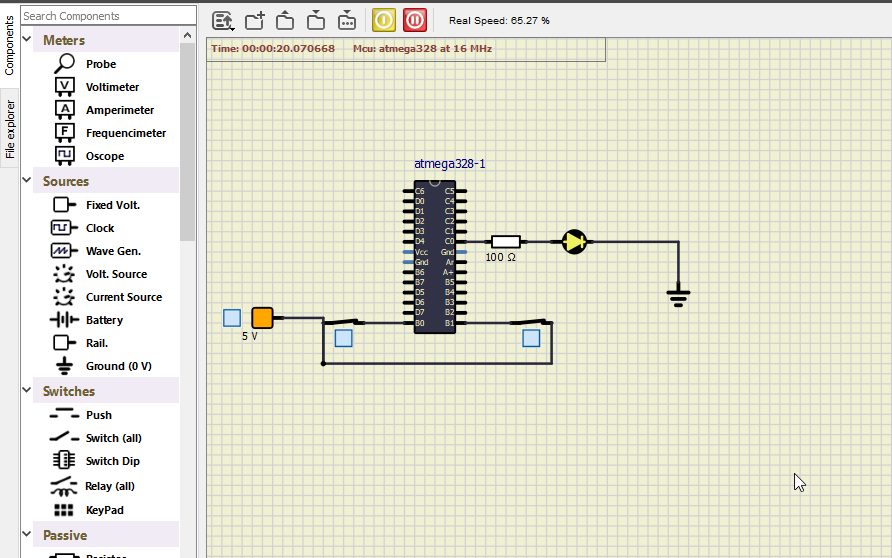 Components
File explorer
Search Components
Meters
Probe
V
Voltimeter
A
Amperimeter
F
Frequencimeter
Oscope
Sources
Fixed Volt.
Clock
Wave Gen.
Volt. Source
Current Source
Battery
Rail.
Ground (0 V)
Switches
Push
Switch (all)
Switch Dip
Relay (all)
KeyPad
Passive
Resistor
Real Speed: 65.27 %
Time: 00:00:20.070668 Mcu: atmega328 at 16 MHz
atmega328-1
C6 C5
D0 C4
D1 C3
D2 C2
D3 C1
D4 C0
Vcc Gnd
Gnd Ar
B6 A+
B7 B5
D5 B4
D6 B3
D7 B2
B0 B1
100 Ω
5 V